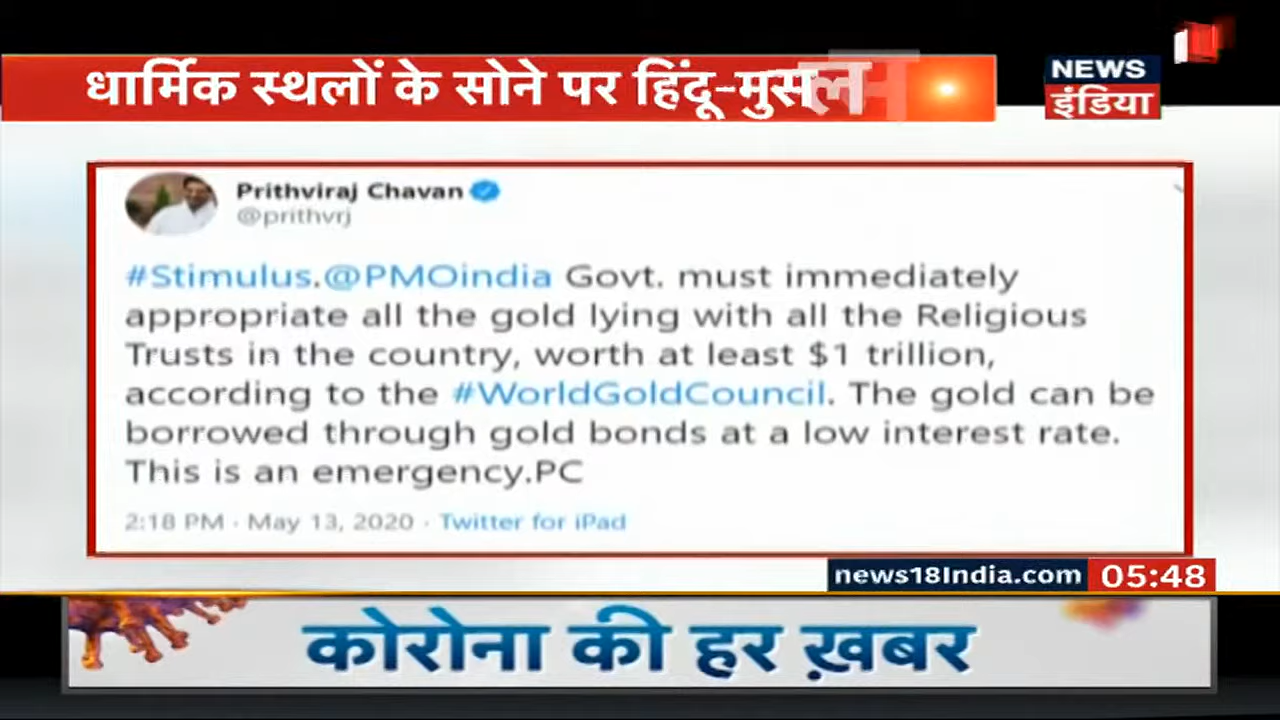 धार्मिक स्थलों के सोने पर हिंदू-मुसल
NEWS
इंडिया
Prithviraj Chavan
@prithvrj
#Stimulus.@PMOindia Govt. must immediately
appropriate all the gold lying with all the Religious
Trusts in the country, worth at least $1 trillion,
according to the #WorldGoldCouncil. The gold can be
borrowed through gold bonds at a low interest rate.
This is an emergency.PC
2:18 PM · May 13, 2020 · Twitter for iPad
news18India.com 05:48
कोरोना की हर ख़बर